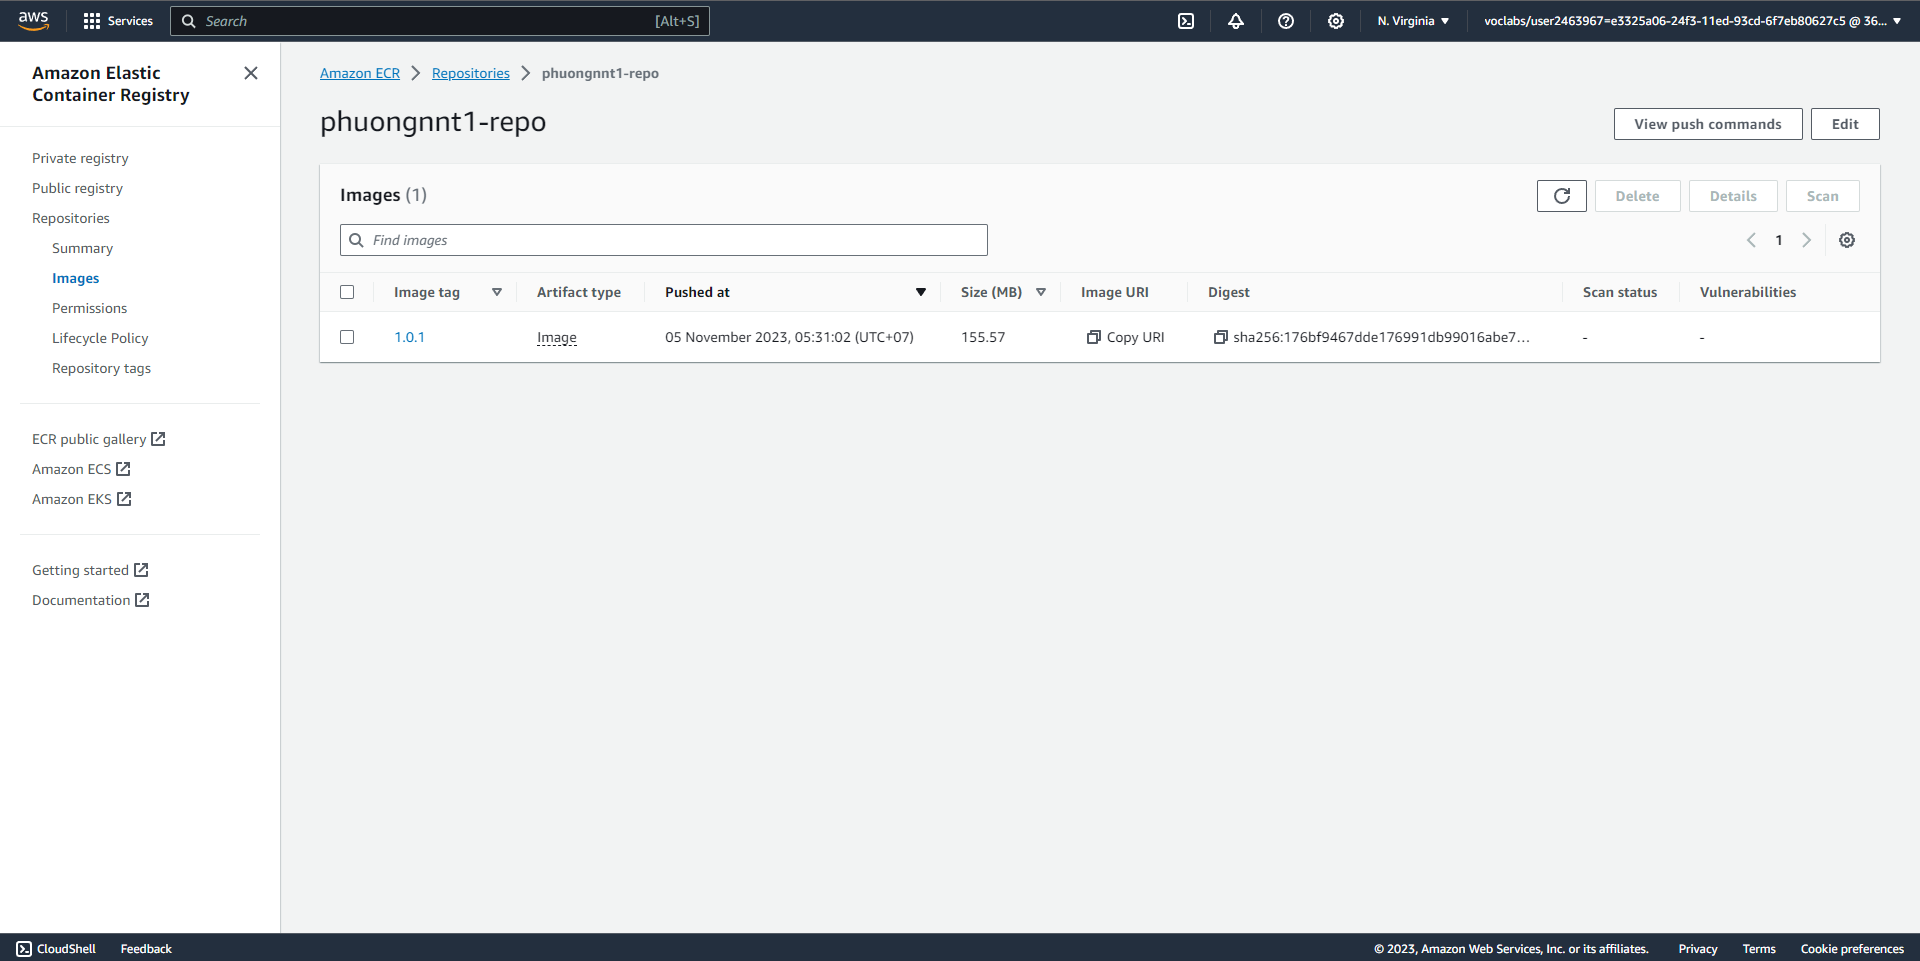 aws
Services
Search [Alt+S]
N. Virginia
voclabs/user2463967=e3325a06-24f3-11ed-93cd-6f7eb80627c5 @ 36...
Amazon Elastic
Container Registry
Private registry
Public registry
Repositories
Summary
Images
Permissions
Lifecycle Policy
Repository tags
ECR public gallery
Amazon ECS
Amazon EKS
Getting started
Documentation
Amazon ECR Repositories phuongnnt1-repo
phuongnnt1-repo
View push commands Edit
Images (1)
Delete Details Scan
Find images
1
Image tag Artifact type Pushed at Size (MB) Image URI Digest Scan status Vulnerabilities
1.0.1 Image 05 November 2023, 05:31:02 (UTC+07) 155.57 Copy URI sha256:176bf9467dde176991db99016abe7... - -
CloudShell Feedback
© 2023, Amazon Web Services, Inc. or its affiliates. Privacy Terms Cookie preferences